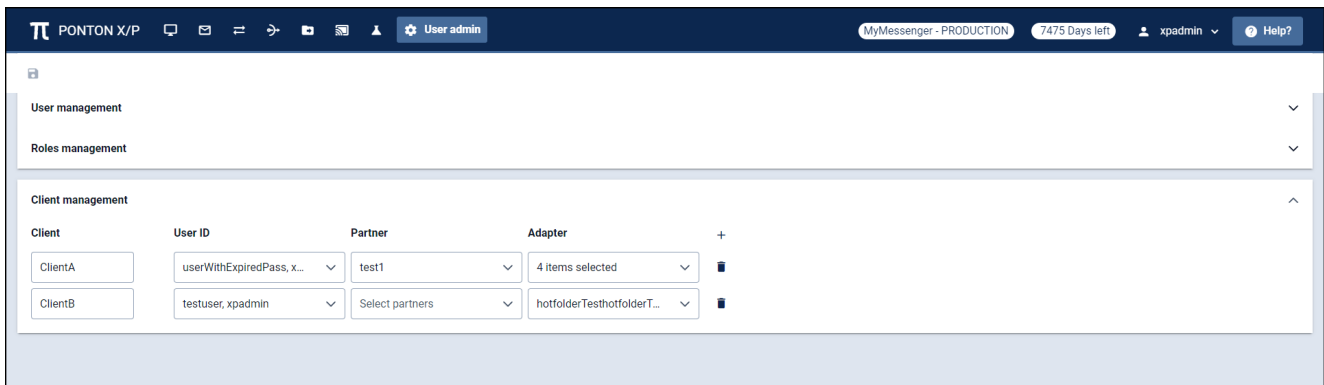 PONTON X/P User admin MyMessenger - PRODUCTION 7475 Days left xpadmin Help?
User management
Roles management
Client management
Client User ID Partner Adapter +
ClientA userWithExpiredPass, x... test1 4 items selected
ClientB testuser, xpadmin Select partners hotfolderTesthotfolderT...